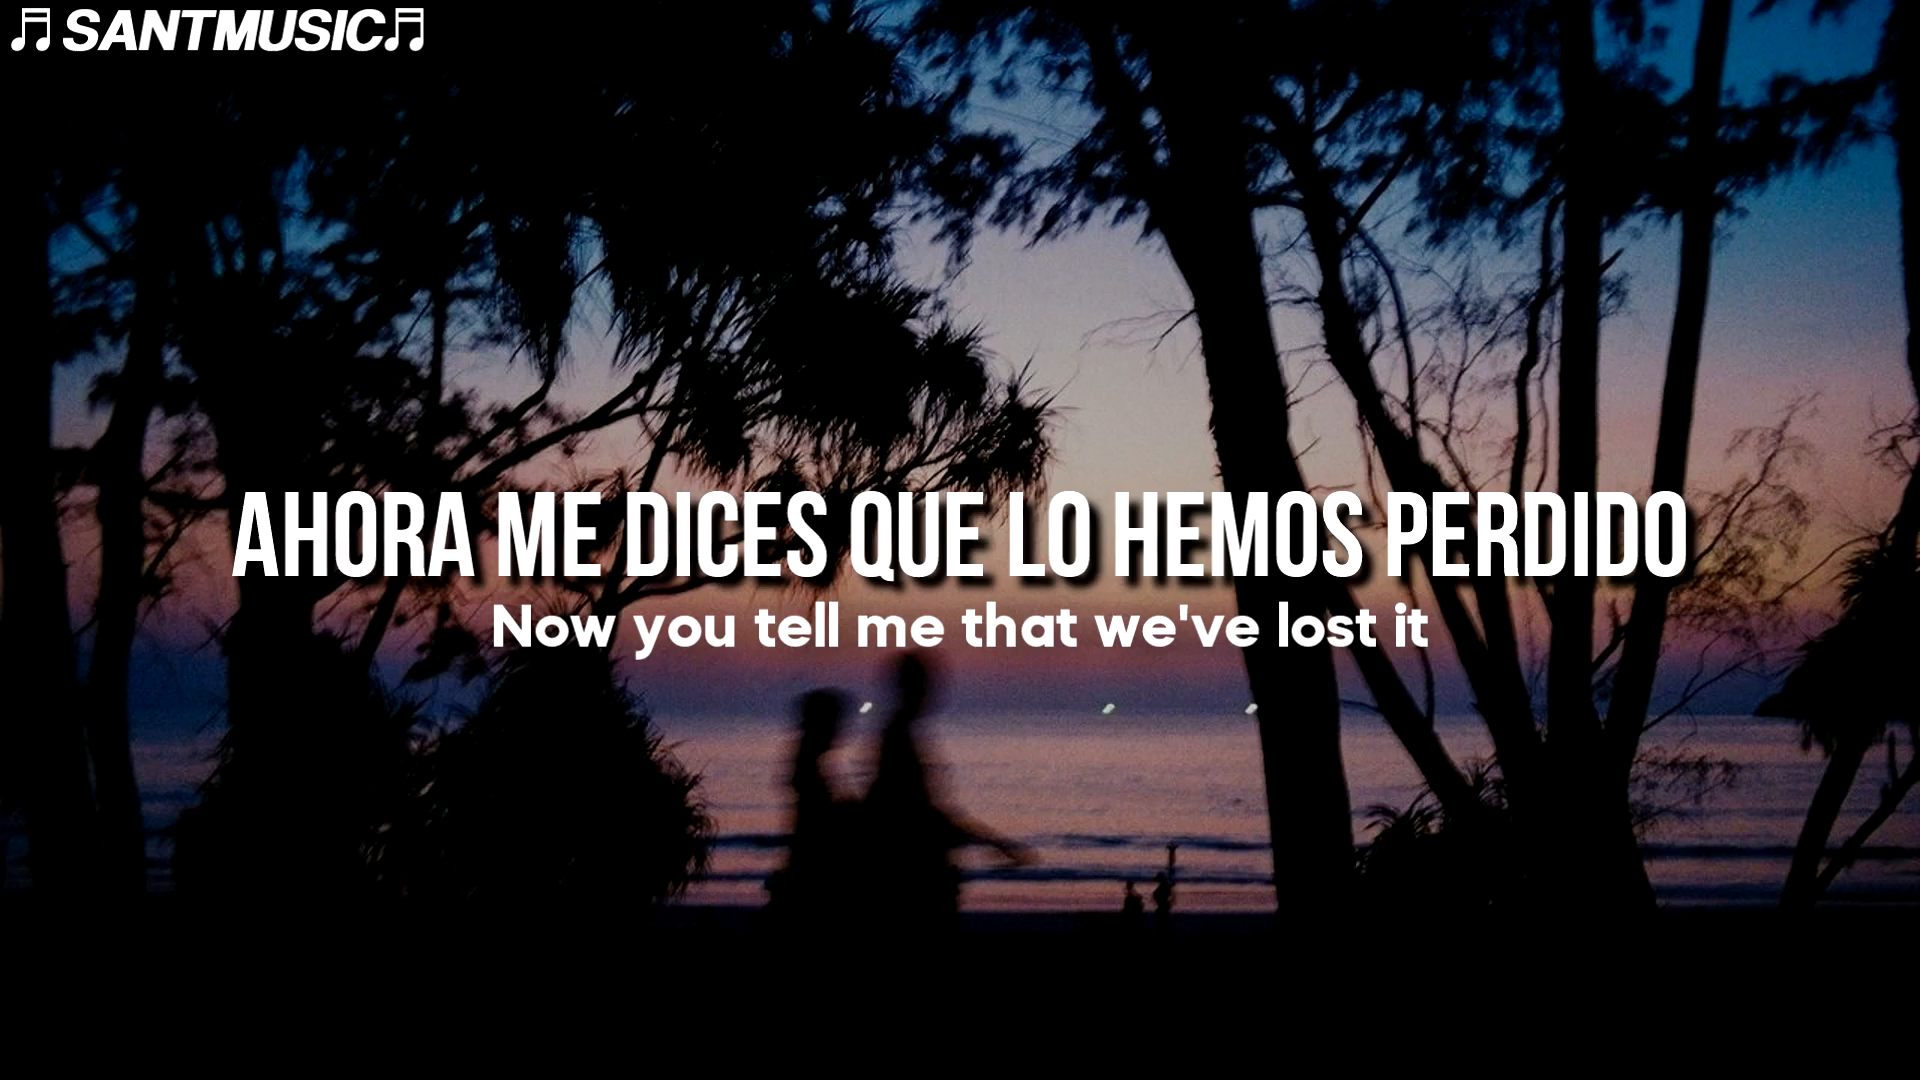 🎵SANTMUSIC🎵
AHORA ME DICES QUE LO HEMOS PERDIDO
Now you tell me that we've lost it